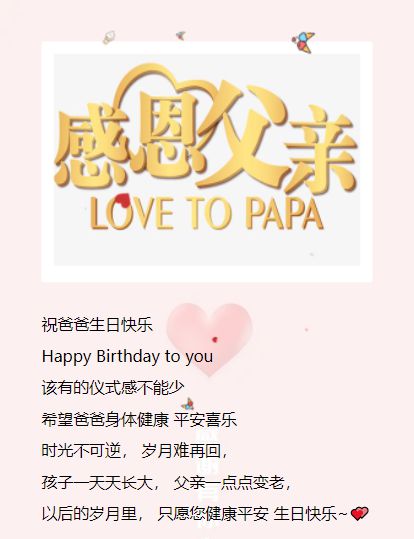 感恩父亲
LOVE TO PAPA
祝爸爸生日快乐
Happy Birthday to you
该有的仪式感不能少
希望爸爸身体健康 平安喜乐
时光不可逆， 岁月难再回，
孩子一天天长大， 父亲一点点变老，
以后的岁月里， 只愿您健康平安 生日快乐~